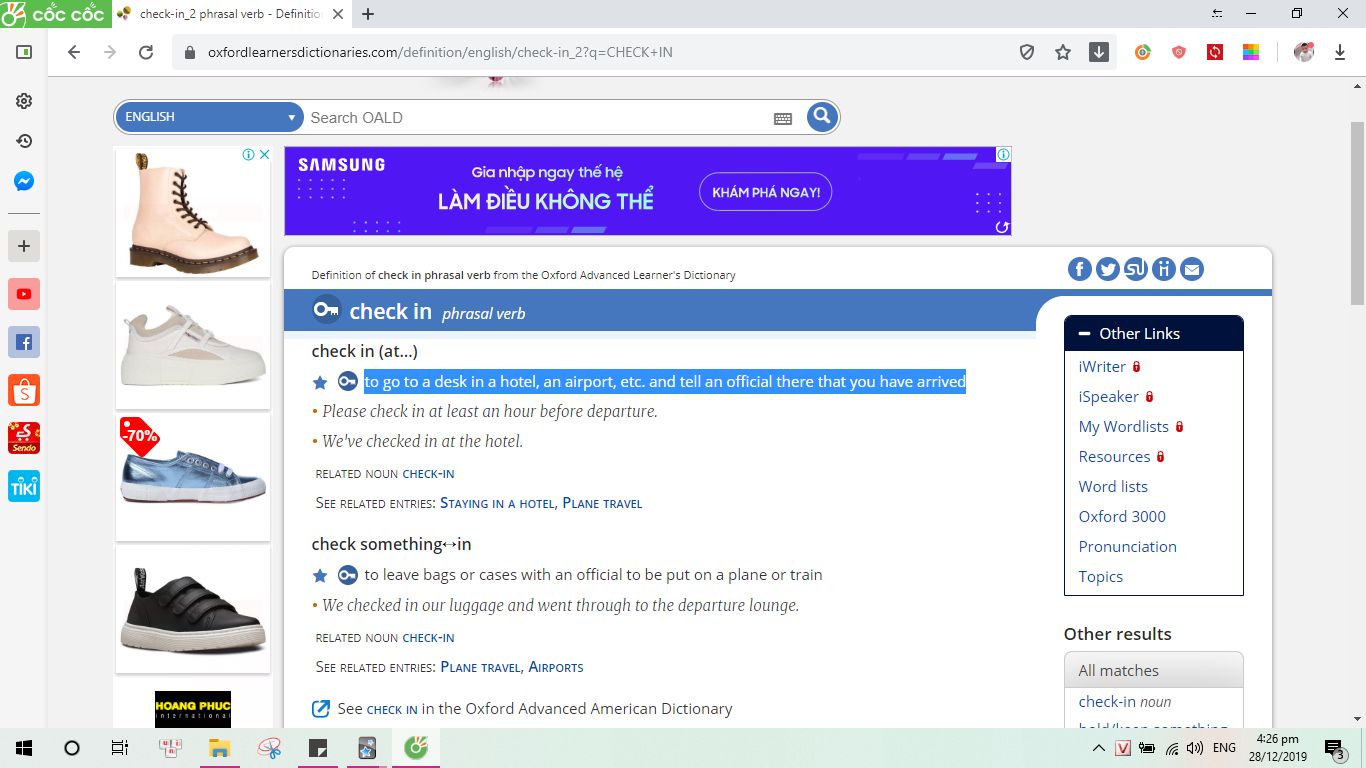 cốc cốc
check-in_2 phrasal verb - Definitio
oxfordlearnersdictionaries.com/definition/english/check-in_2?q=CHECK+IN
ENGLISH
Search OALD
SAMSUNG
Gia nhập ngay thế hệ
LÀM ĐIỀU KHÔNG THỂ
KHÁM PHÁ NGAY!
Definition of check in phrasal verb from the Oxford Advanced Learner's Dictionary
check in phrasal verb
check in (at…)
to go to a desk in a hotel, an airport, etc. and tell an official there that you have arrived
• Please check in at least an hour before departure.
• We've checked in at the hotel.
RELATED NOUN CHECK-IN
SEE RELATED ENTRIES: STAYING IN A HOTEL, PLANE TRAVEL
check something↔in
to leave bags or cases with an official to be put on a plane or train
• We checked in our luggage and went through to the departure lounge.
RELATED NOUN CHECK-IN
SEE RELATED ENTRIES: PLANE TRAVEL, AIRPORTS
See CHECK IN in the Oxford Advanced American Dictionary
Other Links
iWriter
iSpeaker
My Wordlists
Resources
Word lists
Oxford 3000
Pronunciation
Topics
Other results
All matches
check-in noun
hold/keep something
-70%
HOANG PHUC
international
Sendo
TIKI
ENG
4:26 pm
28/12/2019
3